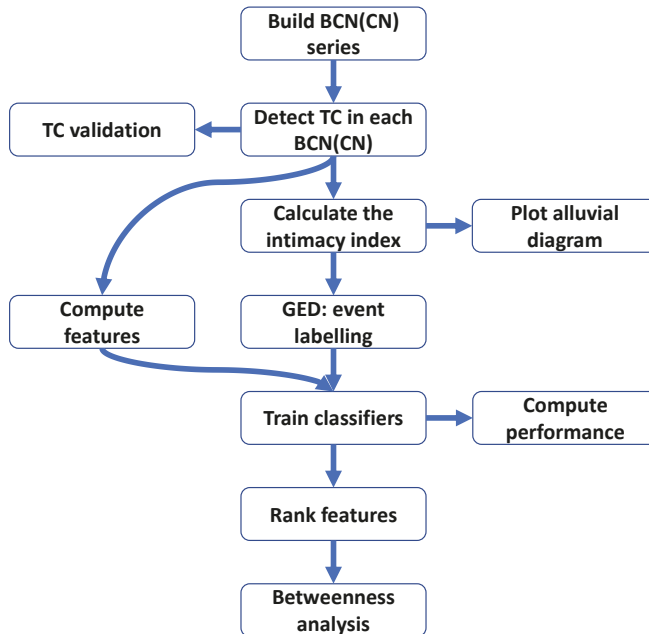 Build BCN(CN)
series
TC validation
Detect TC in each
BCN(CN)
Calculate the
intimacy index
Plot alluvial
diagram
Compute
features
GED: event
labelling
Train classifiers
Compute
performance
Rank features
Betweenness
analysis